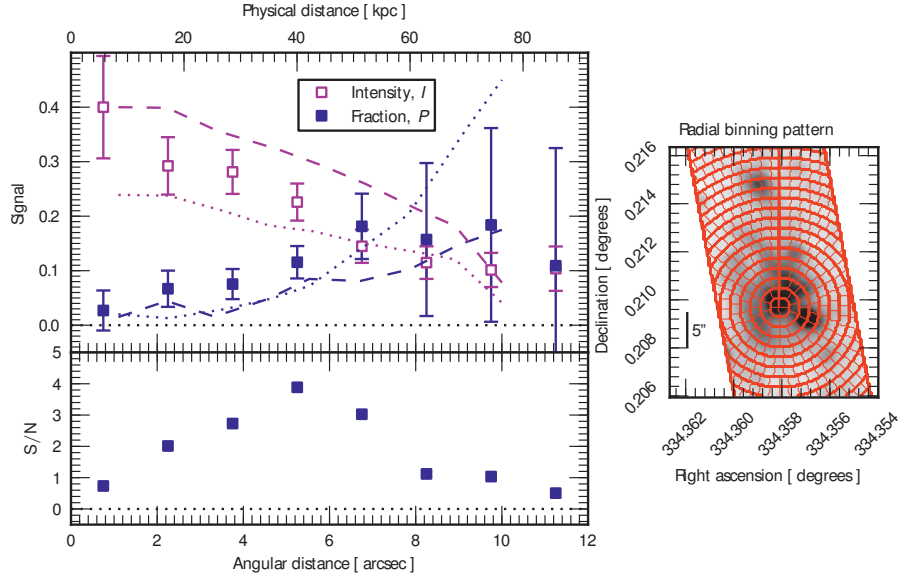 Physical distance [ kpc]
0 20 40 60 80
0.4
0.3
0.2
0.1
0.0
Signal
Intensity, I
Fraction, P
5
4
3
2
1
0
S/N
0 2 4 6 8 10 12
Angular distance [ arcsec]
Radial binning pattern
0.216
0.214
0.212
0.210
0.208
0.206
Declination [ degrees]
5"
334.362 334.360 334.358 334.356 334.354
Right ascension [ degrees]